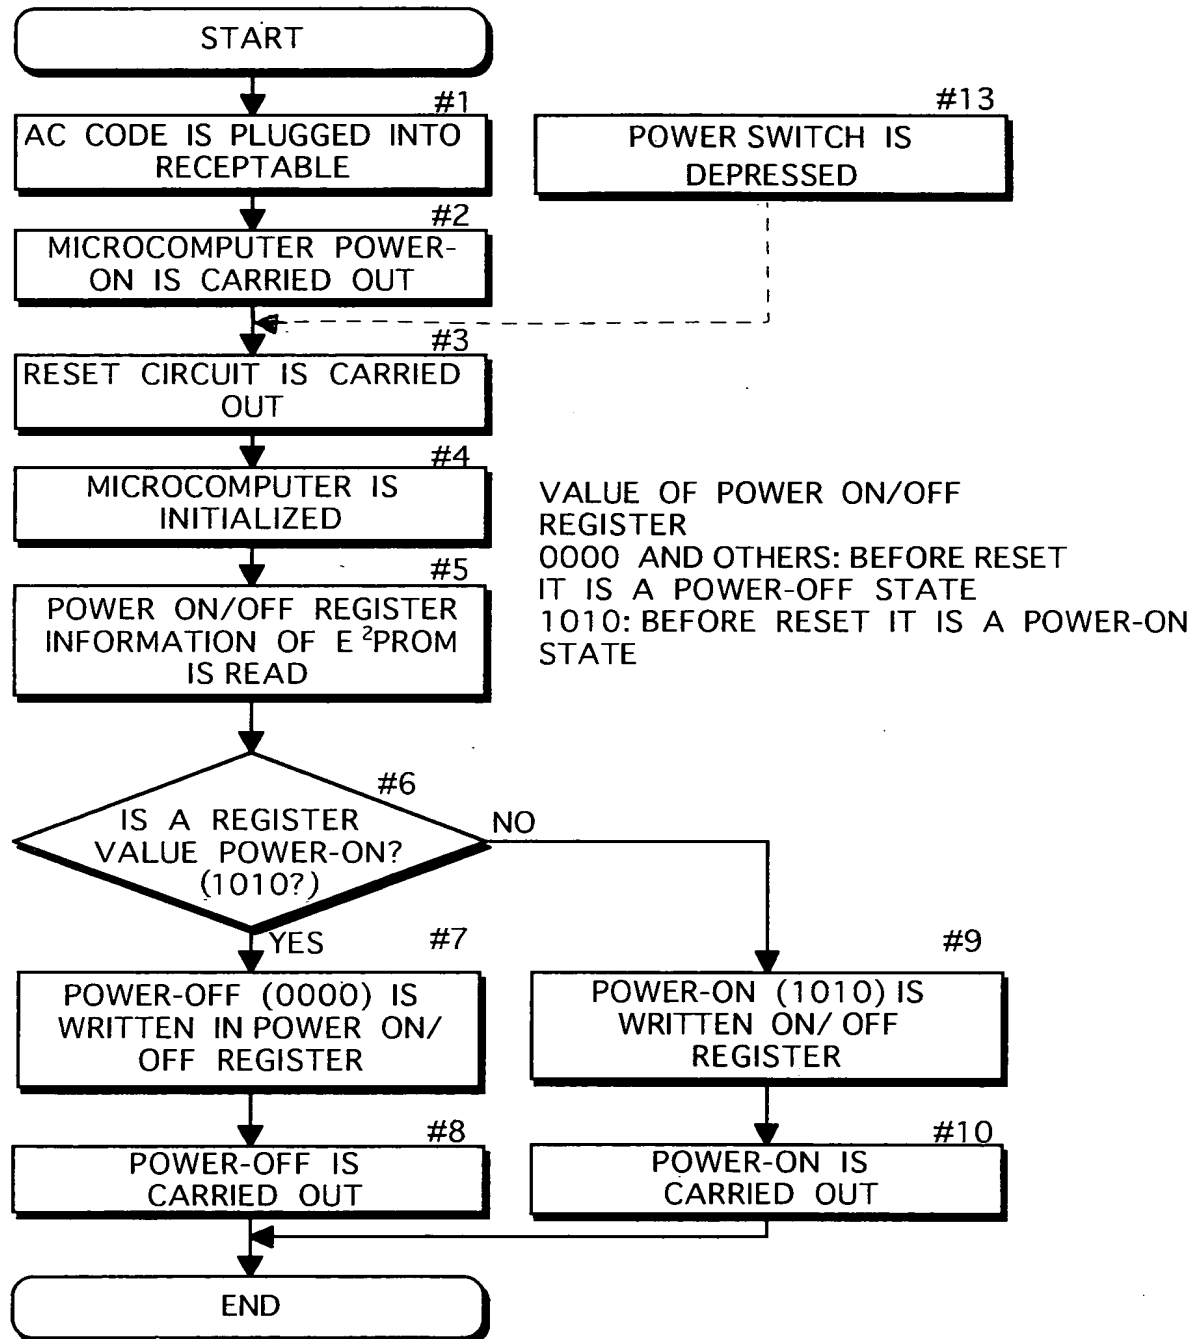 START
#1
AC CODE IS PLUGGED INTO
RECEPTABLE
#13
POWER SWITCH IS
DEPRESSED
#2
MICROCOMPUTER POWER-
ON IS CARRIED OUT
#3
RESET CIRCUIT IS CARRIED
OUT
#4
MICROCOMPUTER IS
INITIALIZED
VALUE OF POWER ON/OFF
REGISTER
0000 AND OTHERS: BEFORE RESET
IT IS A POWER-OFF STATE
1010: BEFORE RESET IT IS A POWER-ON
STATE
#5
POWER ON/OFF REGISTER
INFORMATION OF E²PROM
IS READ
#6
IS A REGISTER
VALUE POWER-ON?
(1010?)
NO
YES
#7
POWER-OFF (0000) IS
WRITTEN IN POWER ON/
OFF REGISTER
#9
POWER-ON (1010) IS
WRITTEN ON/ OFF
REGISTER
#8
POWER-OFF IS
CARRIED OUT
#10
POWER-ON IS
CARRIED OUT
END